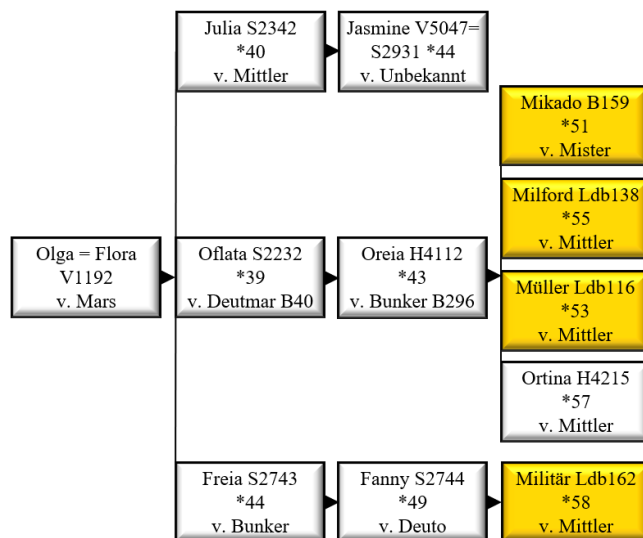 Julia S2342
*40
v. Mittler
Jasmine V5047=
S2931 *44
v. Unbekannt
Mikado B159
*51
v. Mister
Milford Ldb138
*55
v. Mittler
Olga = Flora
V1192
v. Mars
Oflata S2232
*39
v. Deutmar B40
Oreia H4112
*43
v. Bunker B296
Müller Ldb116
*53
v. Mittler
Ortina H4215
*57
v. Mittler
Freia S2743
*44
v. Bunker
Fanny S2744
*49
v. Deuto
Militär Ldb162
*58
v. Mittler